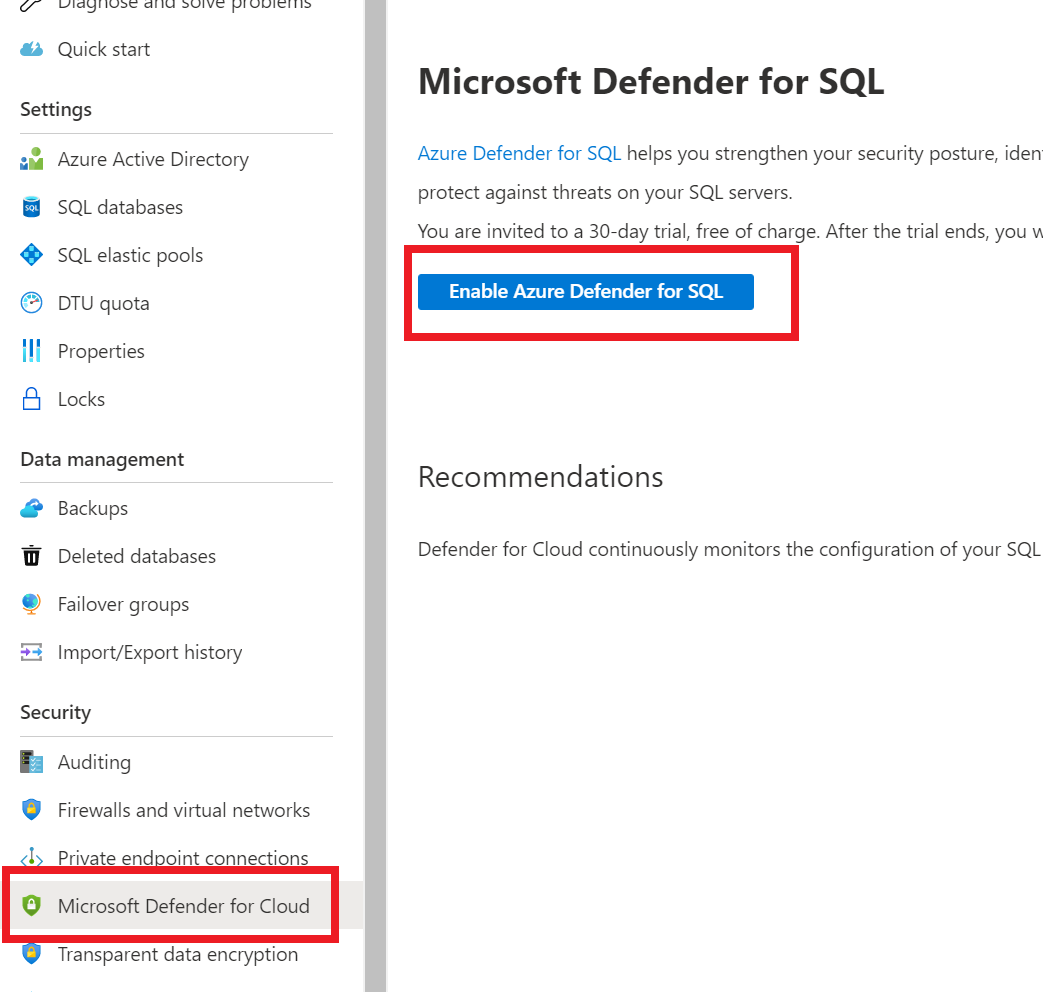 Diagnose and solve problems
Quick start
Settings
Azure Active Directory
SQL databases
SQL elastic pools
DTU quota
Properties
Locks
Data management
Backups
Deleted databases
Failover groups
Import/Export history
Security
Auditing
Firewalls and virtual networks
Private endpoint connections
Microsoft Defender for Cloud
Transparent data encryption
Microsoft Defender for SQL
Azure Defender for SQL helps you strengthen your security posture, iden
protect against threats on your SQL servers.
You are invited to a 30-day trial, free of charge. After the trial ends, you w
Enable Azure Defender for SQL
Recommendations
Defender for Cloud continuously monitors the configuration of your SQL